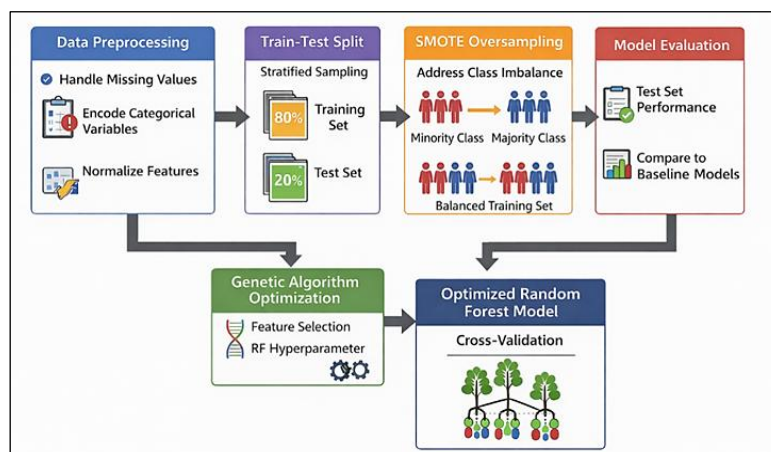 Data Preprocessing
Handle Missing Values
Encode Categorical
Variables
Normalize Features
Train-Test Split
Stratified Sampling
80%
Training
Set
20%
Test Set
SMOTE Oversampling
Address Class Imbalance
Minority Class
Majority Class
Balanced Training Set
Model Evaluation
Test Set
Performance
Compare to
Baseline Models
Genetic Algorithm
Optimization
Feature Selection
RF Hyperparameter
Optimized Random
Forest Model
Cross-Validation